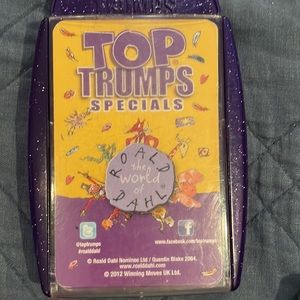 TOP
TRUMPS
SPECIALS
ROALD
the
world
of
DAHL
@toptrumps
#roalddahl
www.facebook.com/toptrumps
© Roald Dahl Nominee Ltd / Quentin Blake 2004.
www.roalddahl.com
© 2012 Winning Moves UK Ltd.